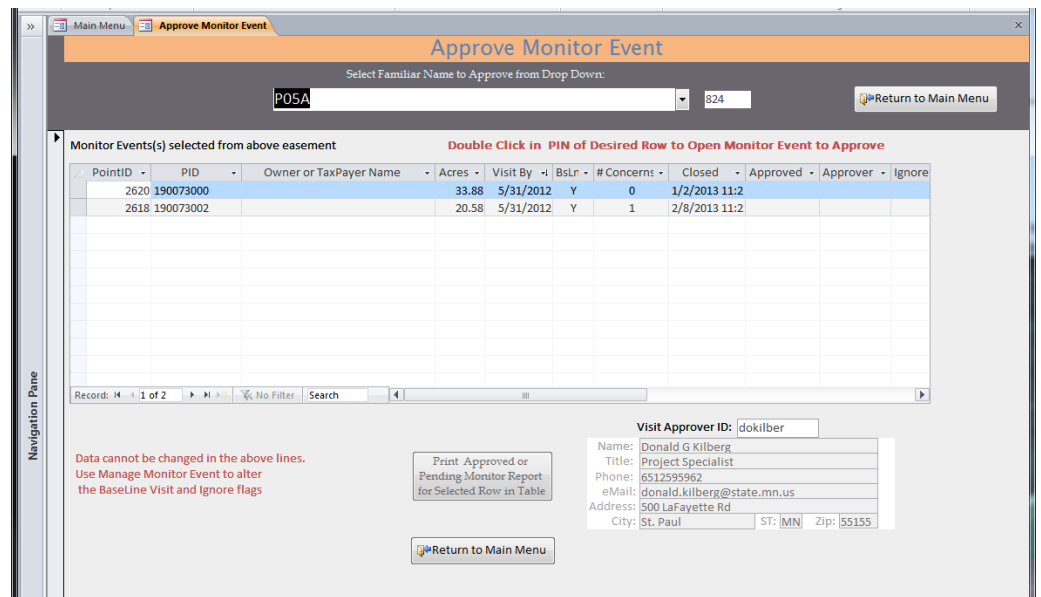 » Main Menu Approve Monitor Event ×
Approve Monitor Event
Select Familiar Name to Approve from Drop Down:
P05A 824 Return to Main Menu
Monitor Events(s) selected from above easement Double Click in PIN of Desired Row to Open Monitor Event to Approve
PointID PID Owner or TaxPayer Name Acres Visit By BsLn # Concerns Closed Approved Approver Ignore
2620 190073000 33.88 5/31/2012 Y 0 1/2/2013 11:2
2618 190073002 20.58 5/31/2012 Y 1 2/8/2013 11:2
Record: 1 of 2 No Filter Search
Navigation Pane
Visit Approver ID: dokilber
Name: Donald G Kilberg
Title: Project Specialist
Phone: 6512595962
eMail: donald.kilberg@state.mn.us
Address: 500 LaFayette Rd
City: St. Paul ST: MN Zip: 55155
Data cannot be changed in the above lines.
Use Manage Monitor Event to alter
the BaseLine Visit and Ignore flags
Print Approved or
Pending Monitor Report
for Selected Row in Table
Return to Main Menu